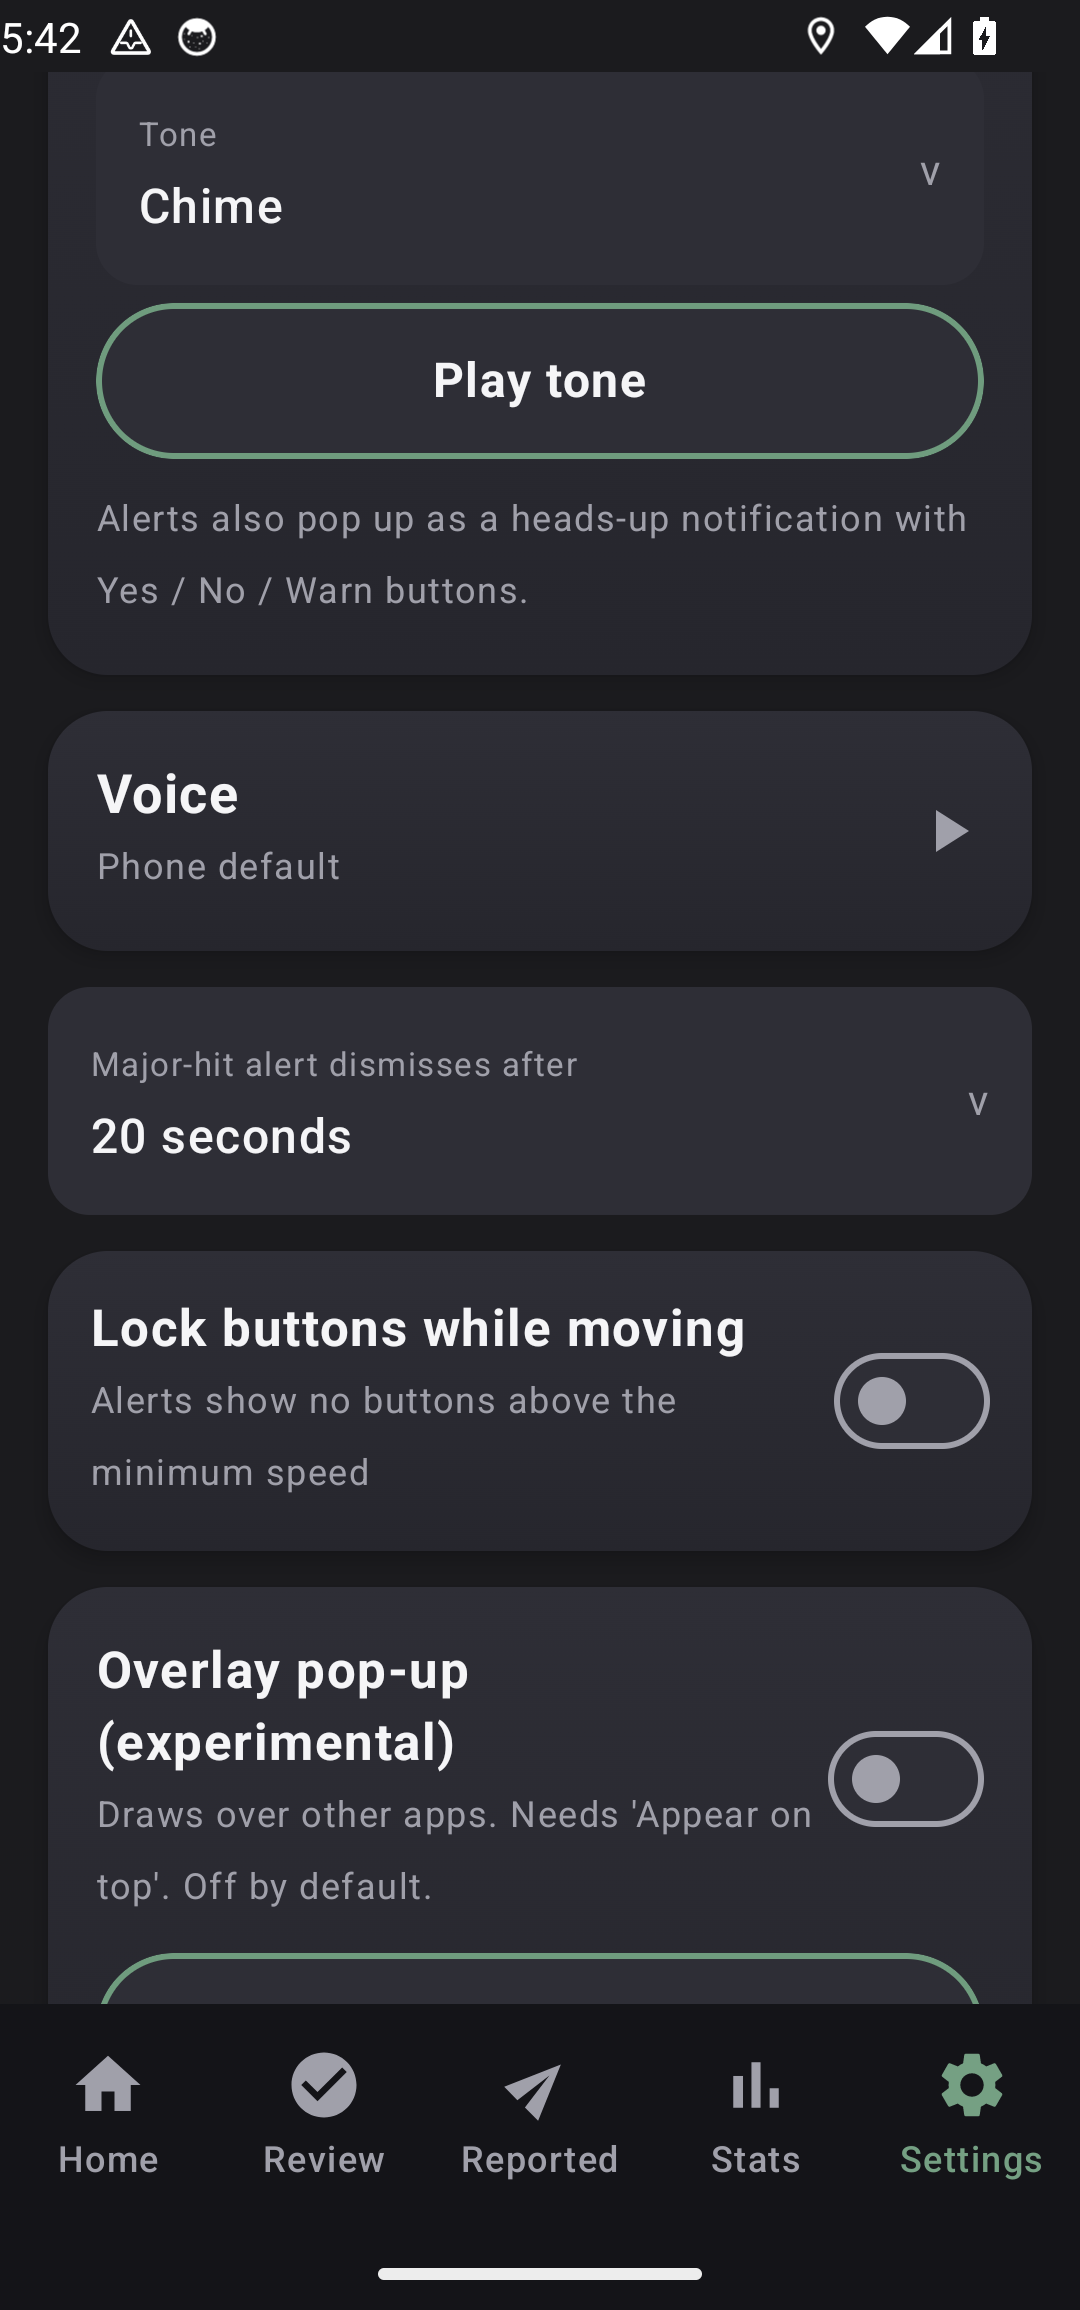 5:42
Tone
Chime
v
Play tone
Alerts also pop up as a heads-up notification with
Yes / No / Warn buttons.
Voice
Phone default
Major-hit alert dismisses after
20 seconds
v
Lock buttons while moving
Alerts show no buttons above the
minimum speed
Overlay pop-up
(experimental)
Draws over other apps. Needs 'Appear on
top'. Off by default.
Home
Review
Reported
Stats
Settings